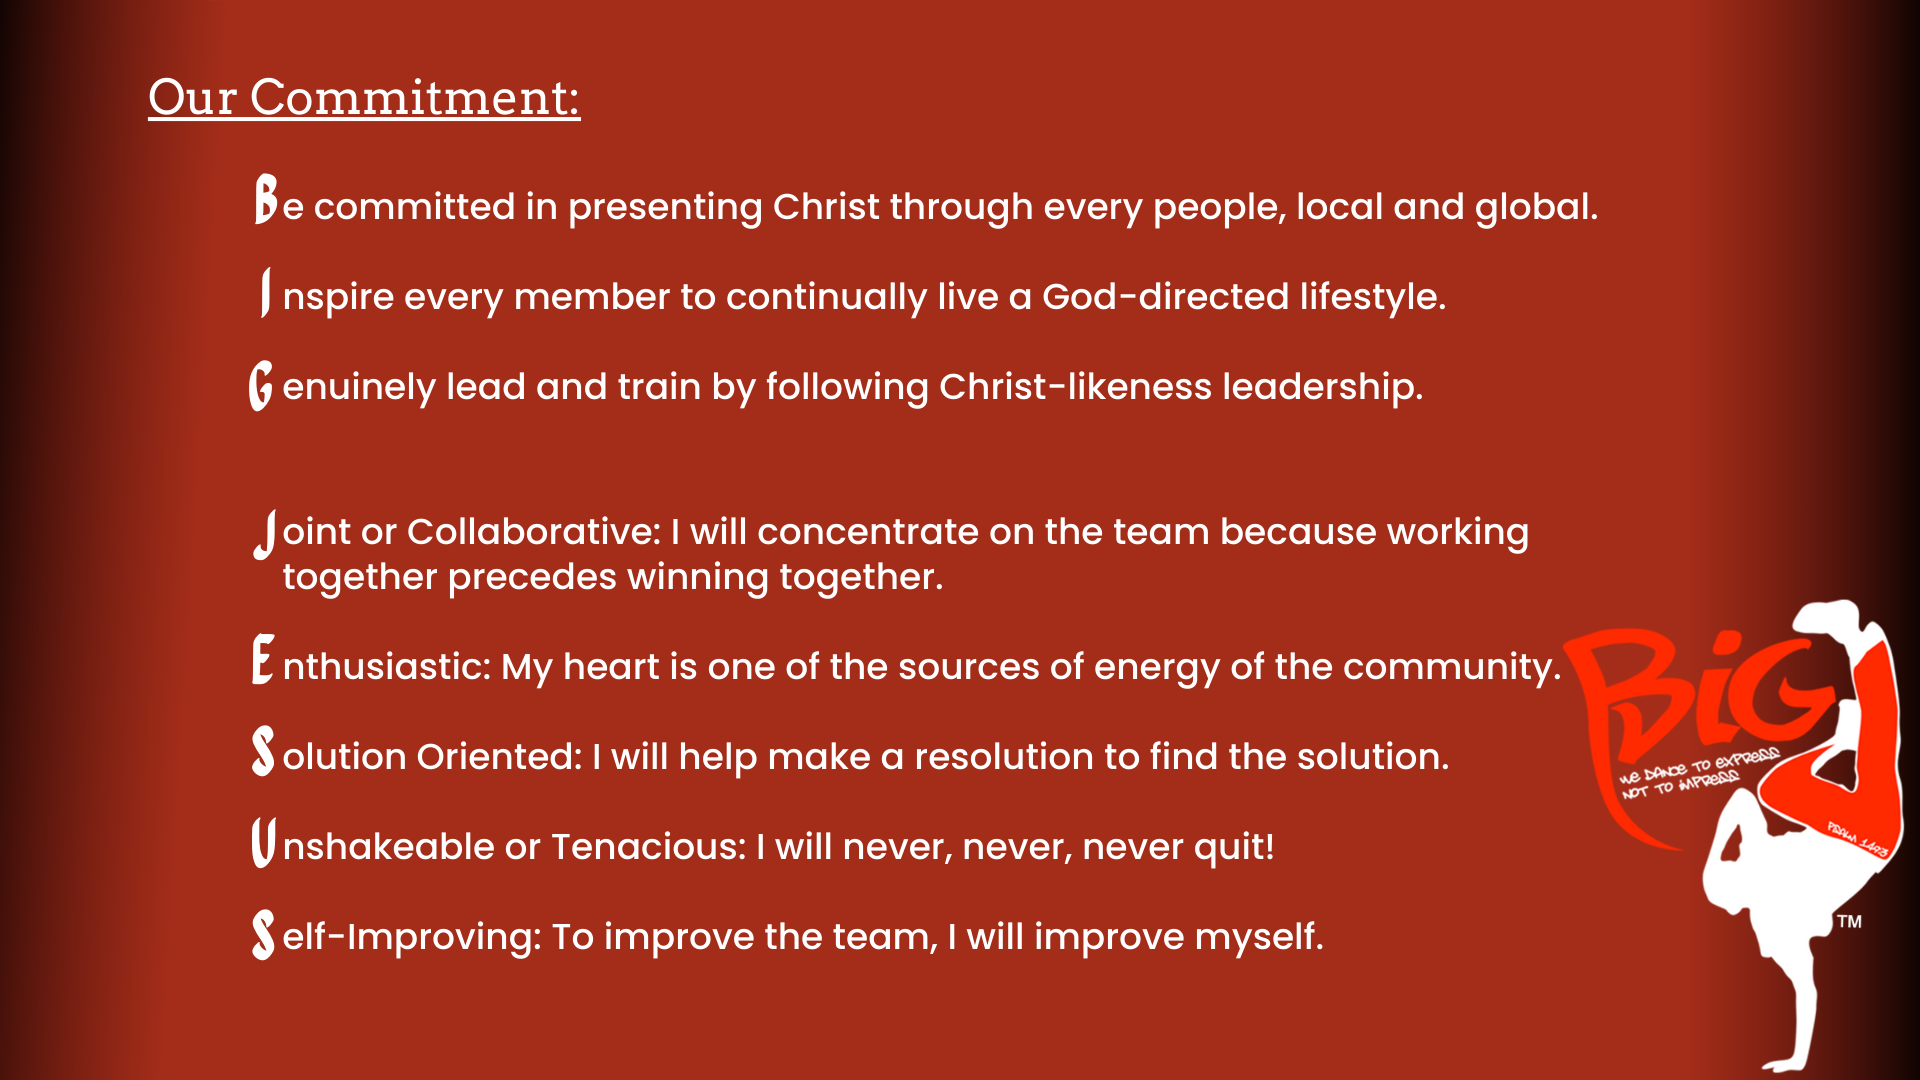 Our Commitment:
Be committed in presenting Christ through every people, local and global.
Inspire every member to continually live a God-directed lifestyle.
Genuinely lead and train by following Christ-likeness leadership.
Joint or Collaborative: I will concentrate on the team because working
together precedes winning together.
Enthusiastic: My heart is one of the sources of energy of the community.
Solution Oriented: I will help make a resolution to find the solution.
Unshakeable or Tenacious: I will never, never, never quit!
Self-Improving: To improve the team, I will improve myself.
BiG
WE DANCE TO EXPRESS
NOT TO iMPRESS
PSALM 149:3
TM